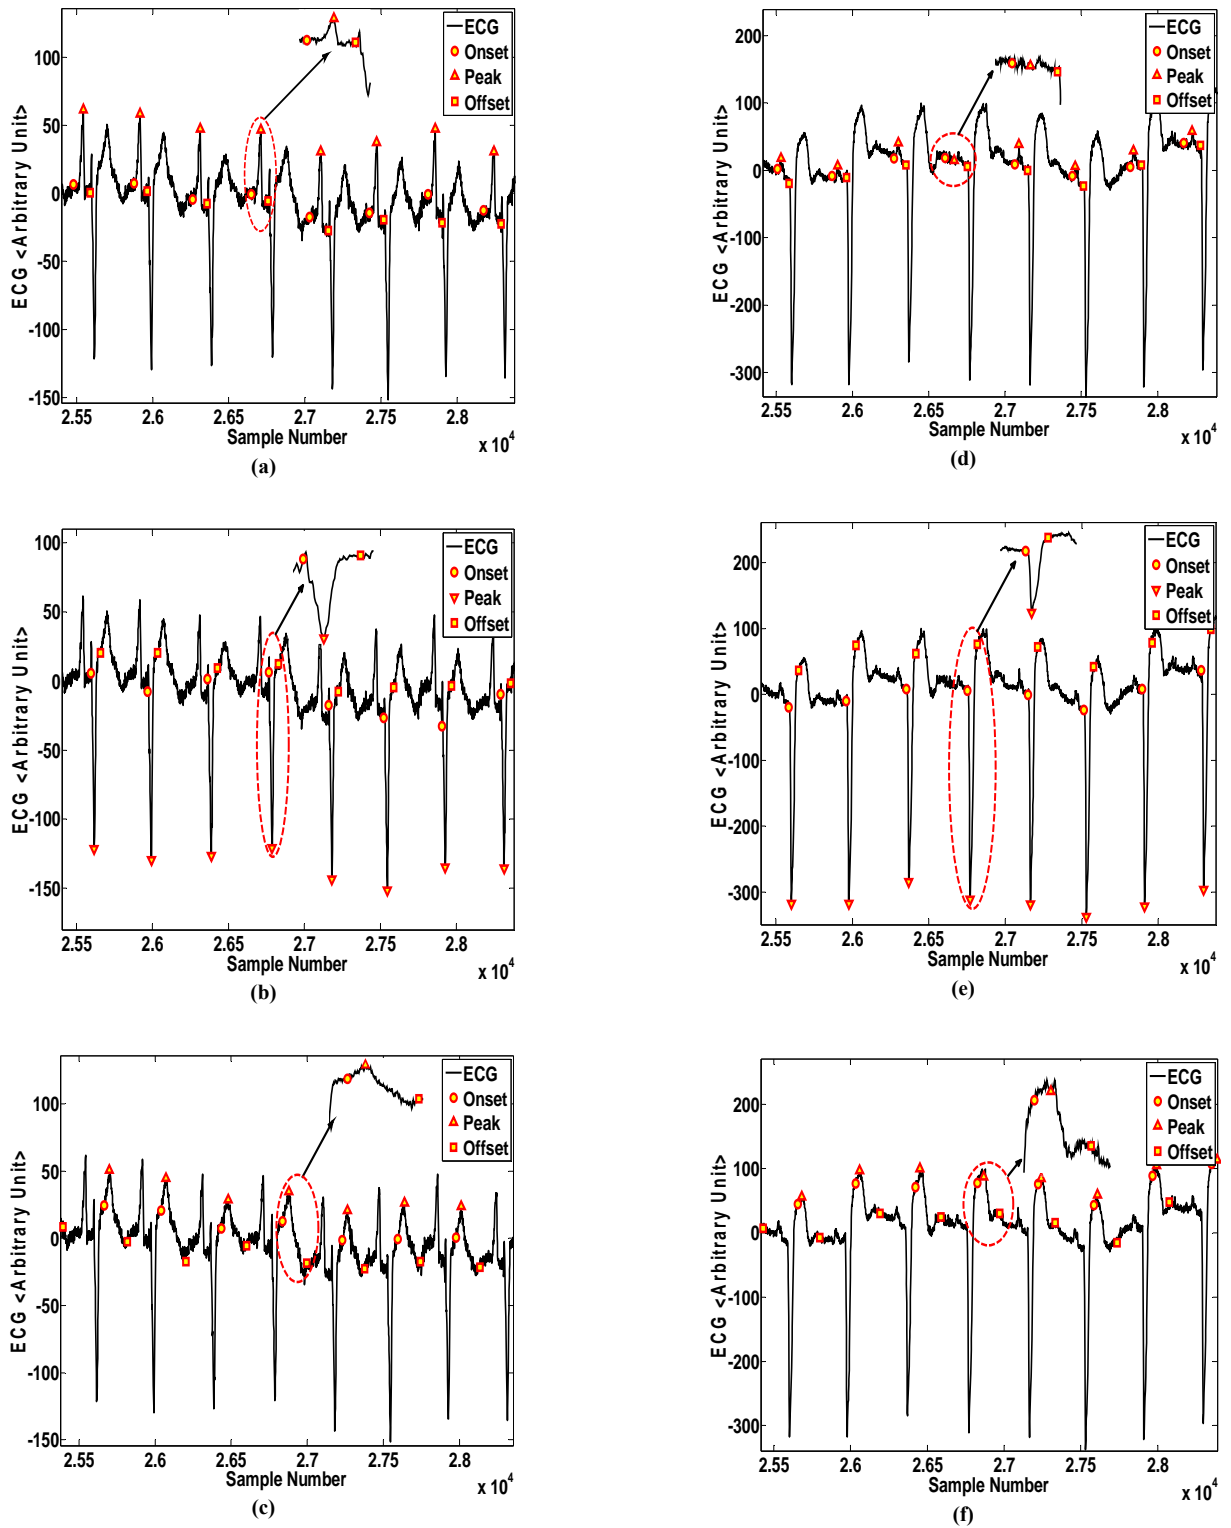 ECG
Onset
Peak
Offset
100
50
0
-50
-100
-150
ECG <Arbitrary Unit>
2.55 2.6 2.65 2.7 2.75 2.8
Sample Number
x 10^4
(a)
ECG
Onset
Peak
Offset
200
100
0
-100
-200
-300
ECG <Arbitrary Unit>
2.55 2.6 2.65 2.7 2.75 2.8
Sample Number
x 10^4
(d)
ECG
Onset
Peak
Offset
100
50
0
-50
-100
-150
ECG <Arbitrary Unit>
2.55 2.6 2.65 2.7 2.75 2.8
Sample Number
x 10^4
(b)
ECG
Onset
Peak
Offset
200
100
0
-100
-200
-300
ECG <Arbitrary Unit>
2.55 2.6 2.65 2.7 2.75 2.8
Sample Number
x 10^4
(e)
ECG
Onset
Peak
Offset
100
50
0
-50
-100
-150
ECG <Arbitrary Unit>
2.55 2.6 2.65 2.7 2.75 2.8
Sample Number
x 10^4
(c)
ECG
Onset
Peak
Offset
200
100
0
-100
-200
-300
ECG <Arbitrary Unit>
2.55 2.6 2.65 2.7 2.75 2.8
Sample Number
x 10^4
(f)